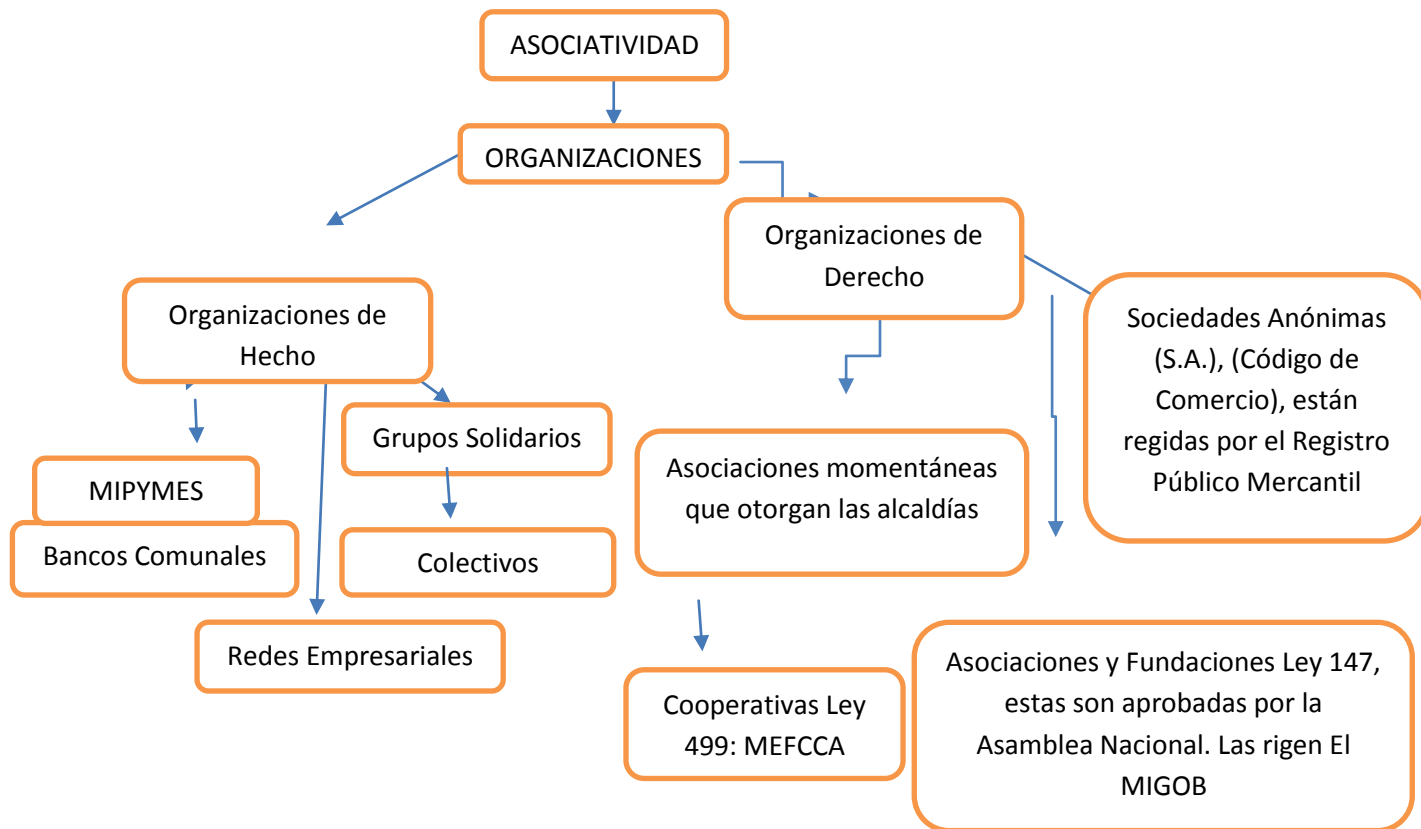 ASOCIATIVIDAD
ORGANIZACIONES
Organizaciones de
Derecho
Organizaciones de
Hecho
Sociedades Anónimas
(S.A.), (Código de
Comercio), están
regidas por el Registro
Público Mercantil
Grupos Solidarios
Asociaciones momentáneas
que otorgan las alcaldías
MIPYMES
Bancos Comunales
Colectivos
Redes Empresariales
Cooperativas Ley
499: MEFCCA
Asociaciones y Fundaciones Ley 147,
estas son aprobadas por la
Asamblea Nacional. Las rigen El
MIGOB